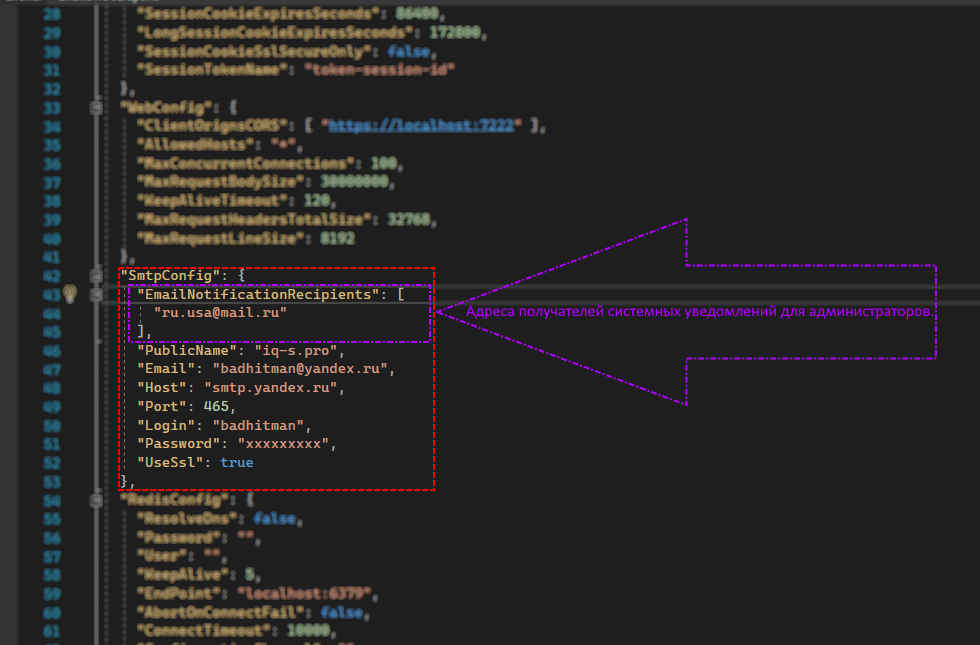 28 "SessionCookieExpiresSeconds": 86400,
29 "LongSessionCookieExpiresSeconds": 172800,
30 "SessionCookieSslSecureOnly": false,
31 "SessionTokenName": "token-session-id"
32 },
33 "WebConfig": {
34 "ClientOrignsCORS": [ "https://localhost:7222" ],
35 "AllowedHosts": "*",
36 "MaxConcurrentConnections": 100,
37 "MaxRequestBodySize": 30000000,
38 "KeepAliveTimeout": 120,
39 "MaxRequestHeadersTotalSize": 32768,
40 "MaxRequestLineSize": 8192
41 },
42 "SmtpConfig": {
43 "EmailNotificationRecipients": [
44 "ru.usa@mail.ru"
Адреса получателей системных уведомлений для администраторов.
45 ],
46 "PublicName": "iq-s.pro",
47 "Email": "badhitman@yandex.ru",
48 "Host": "smtp.yandex.ru",
49 "Port": 465,
50 "Login": "badhitman",
51 "Password": "xxxxxxxxx",
52 "UseSsl": true
53 },
54 "RedisConfig": {
55 "ResolveDns": false,
56 "Password": "",
57 "User": "",
58 "KeepAlive": 5,
59 "EndPoint": "localhost:6379",
60 "AbortOnConnectFail": false,
61 "ConnectTimeout": 10000,